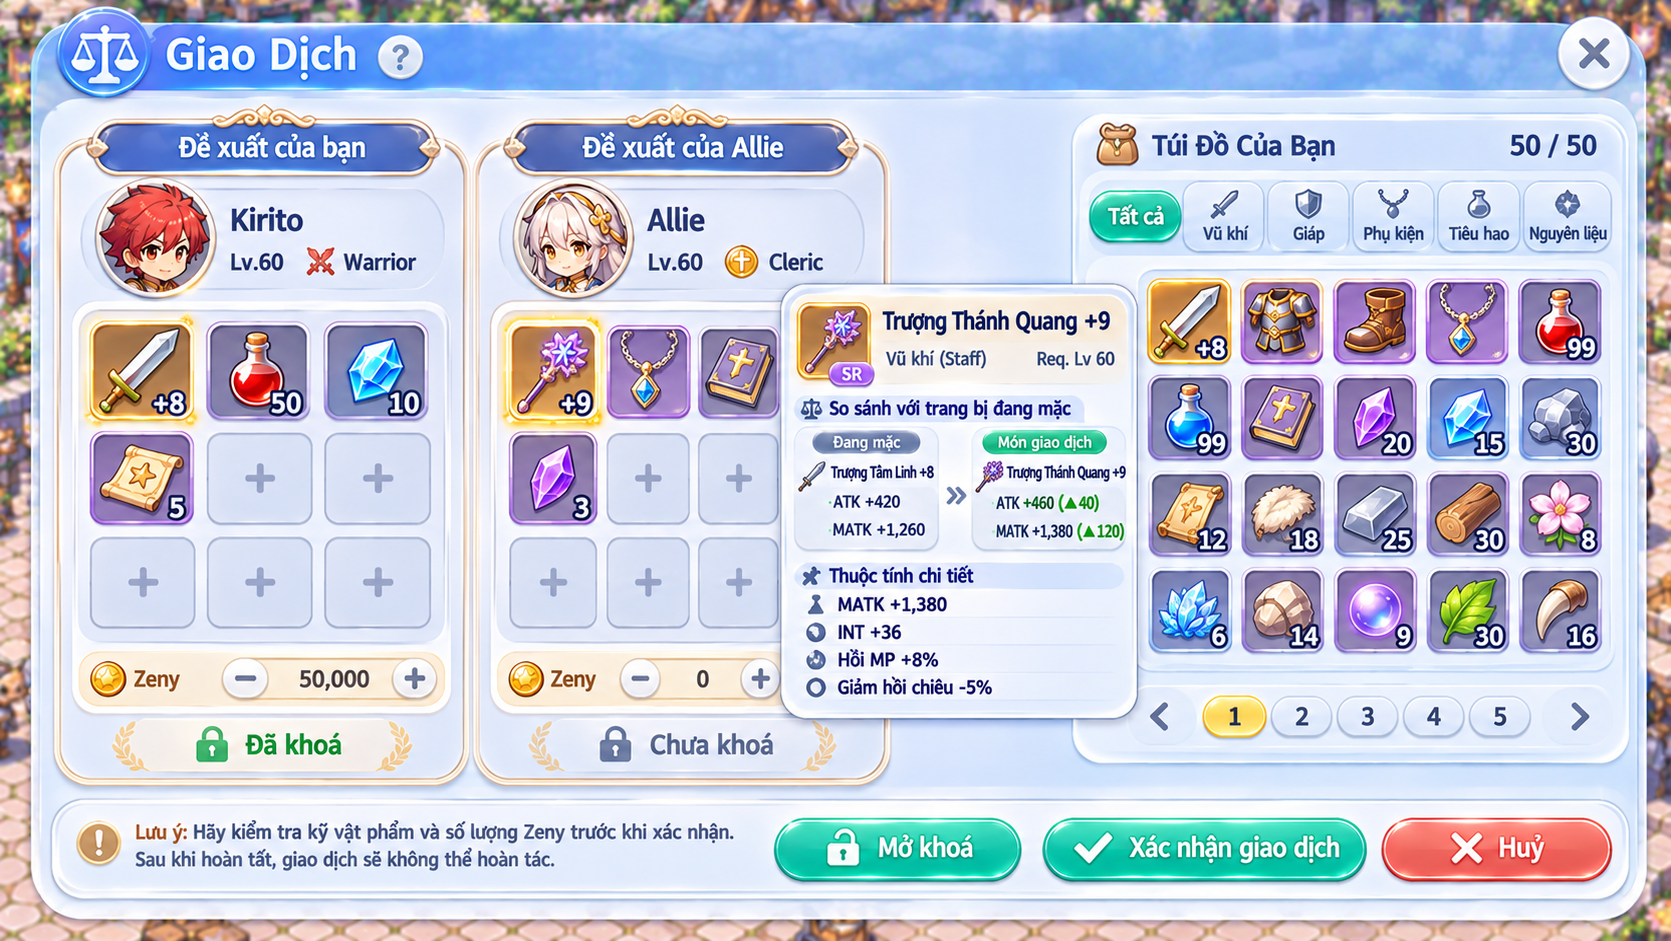 Giao Dịch ?
Đề xuất của bạn
Kirito
Lv.60 Warrior
+8
50
10
5
Zeny 50,000
Đã khoá
Đề xuất của Allie
Allie
Lv.60 Cleric
+9
3
Zeny 0
Chưa khoá
Trượng Thánh Quang +9
SR
Vũ khí (Staff) Req. Lv 60
So sánh với trang bị đang mặc
Đang mặc
Trượng Tâm Linh +8
ATK +420
MATK +1,260
Món giao dịch
Trượng Thánh Quang +9
ATK +460 (▲40)
MATK +1,380 (▲120)
Thuộc tính chi tiết
MATK +1,380
INT +36
Hồi MP +8%
Giảm hồi chiêu -5%
Túi Đồ Của Bạn 50 / 50
Tất cả Vũ khí Giáp Phụ kiện Tiêu hao Nguyên liệu
+8 99
99 20 15 30
12 18 25 30 8
6 14 9 30 16
1 2 3 4 5
Lưu ý: Hãy kiểm tra kỹ vật phẩm và số lượng Zeny trước khi xác nhận.
Sau khi hoàn tất, giao dịch sẽ không thể hoàn tác.
Mở khoá Xác nhận giao dịch Huỷ